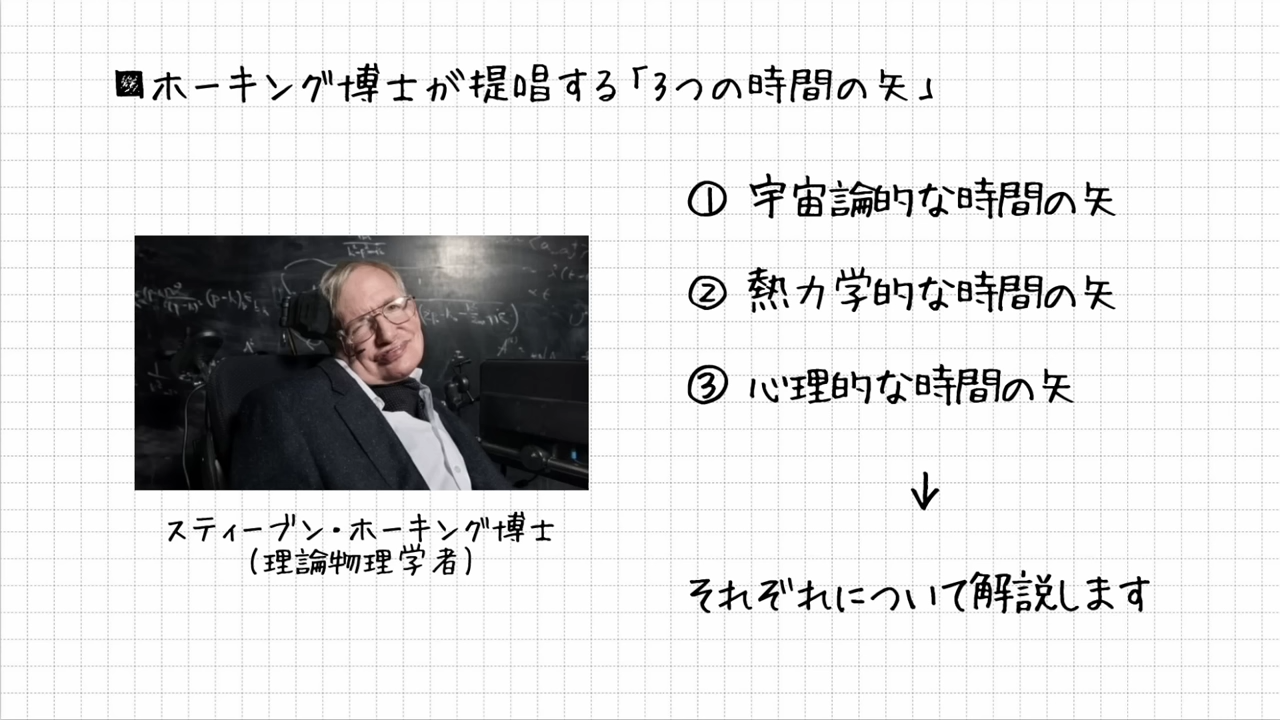 ■ホーキング博士が提唱する「3つの時間の矢」
① 宇宙論的な時間の矢
② 熱力学的な時間の矢
③ 心理的な時間の矢
↓
それぞれについて解説します
スティーブン・ホーキング博士
(理論物理学者)